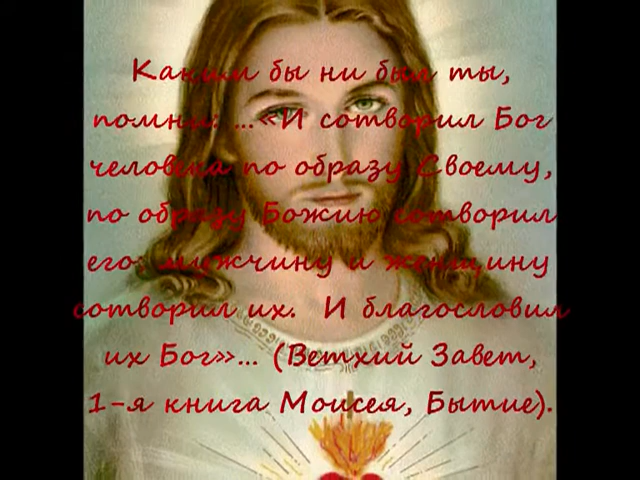 Каким бы ни был ты,
помни: ...«И сотворил Бог
человека по образу Своему,
по образу Божию сотворил
его; мужчину и женщину
сотворил их. И благословил
их Бог»... (Ветхий Завет,
1-я книга Моисея, Бытие).